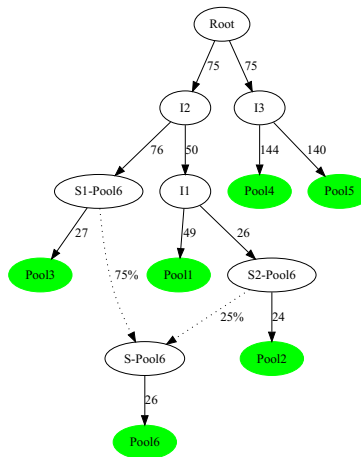 Root
75 75
I2 I3
76 50 144 140
S1-Pool6 I1 Pool4 Pool5
27 49 26
Pool3 75% Pool1 S2-Pool6
25% 24
S-Pool6 Pool2
26
Pool6